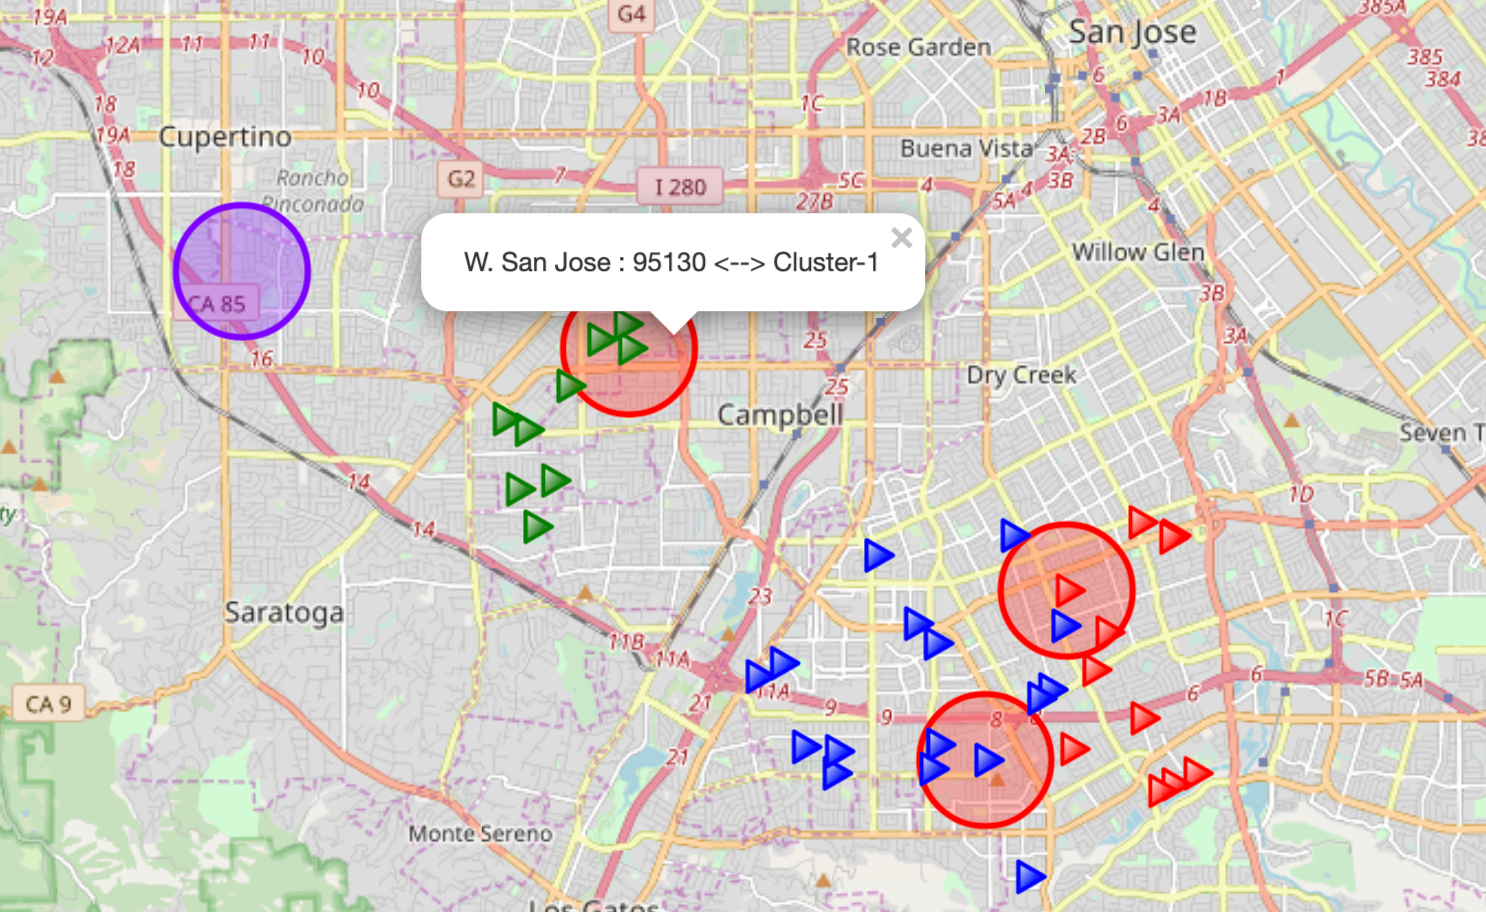 19A
G4
385A
San Jose
12
12A
11
11
10
Rose Garden
385
384
6
1
10
18
1C
1B
3A
6
2B
19A
Cupertino
38
Buena Vista
3A;
3B
18
Rancho
Rinconada
G2
7
I 280
5C
4
4
5A
27B
4
W. San Jose : 95130 <--> Cluster-1
×
Willow Glen
CA 85
3B
16
25
3A
25
Dry Creek
Campbell
Seven T
14
1D
ty
14
23
Saratoga
1C
11B
11A
11A
6
6
5B
5A
CA 9
21
9
9
8
21
Monte Sereno
Los Gatos